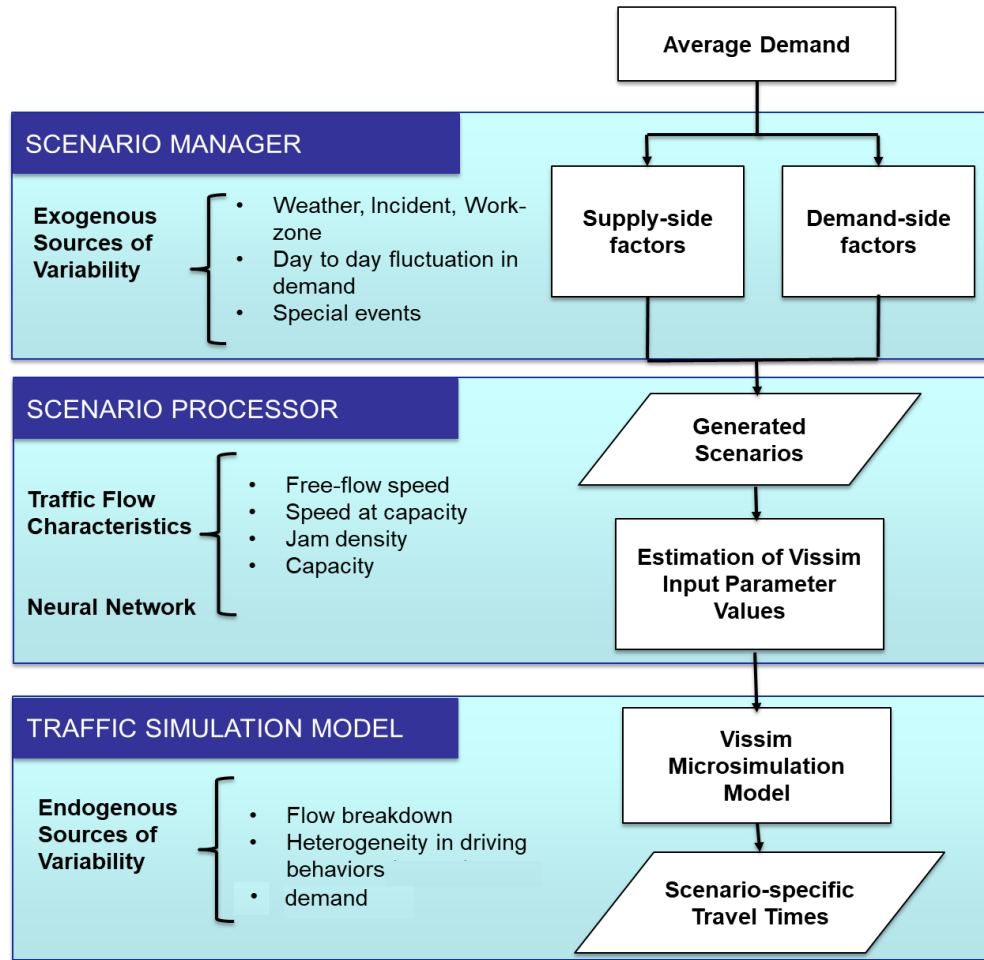 Average Demand
SCENARIO MANAGER
Exogenous
Sources of
Variability
• Weather, Incident, Work-
zone
• Day to day fluctuation in
demand
• Special events
Supply-side
factors
Demand-side
factors
SCENARIO PROCESSOR
Traffic Flow
Characteristics
Neural Network
• Free-flow speed
• Speed at capacity
• Jam density
• Capacity
Generated
Scenarios
Estimation of Vissim
Input Parameter
Values
TRAFFIC SIMULATION MODEL
Endogenous
Sources of
Variability
• Flow breakdown
• Heterogeneity in driving
behaviors
• demand
Vissim
Microsimulation
Model
Scenario-specific
Travel Times